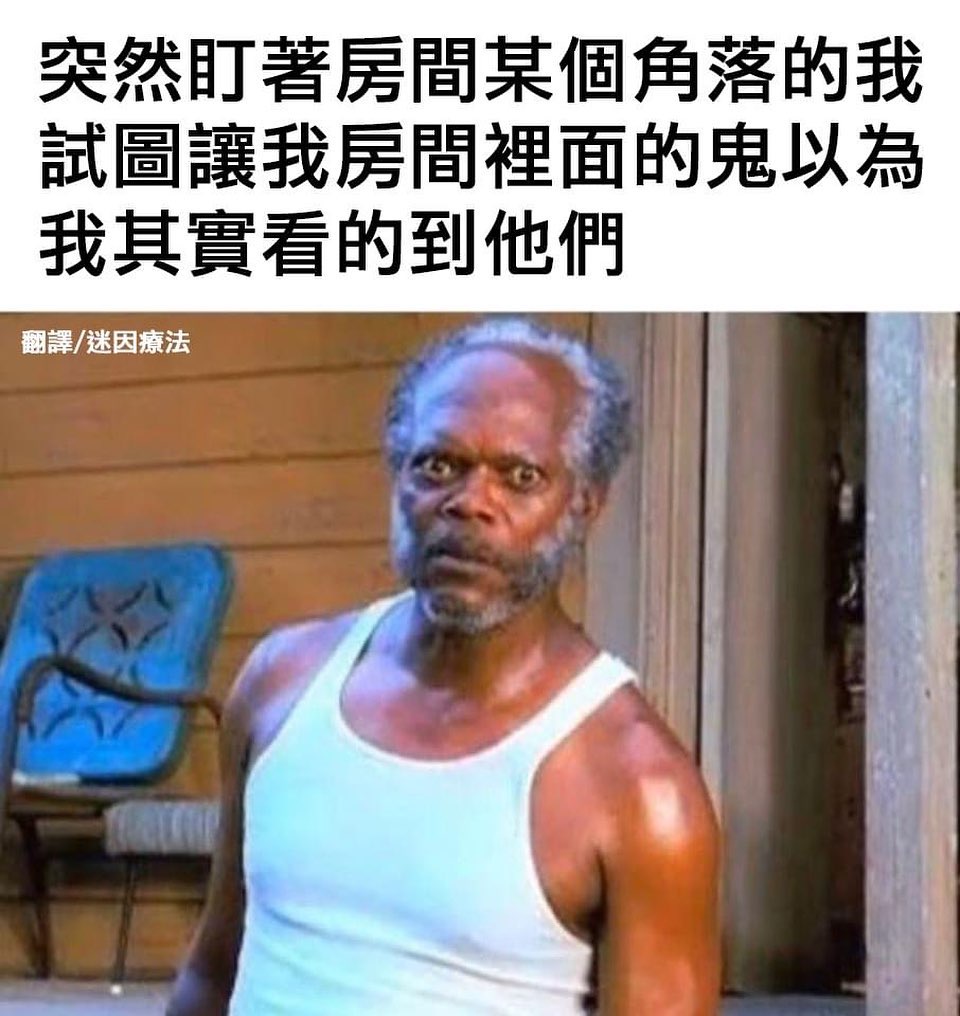 突然盯著房間某個角落的我
試圖讓我房間裡面的鬼以為
我其實看的到他們
翻譯/迷因療法